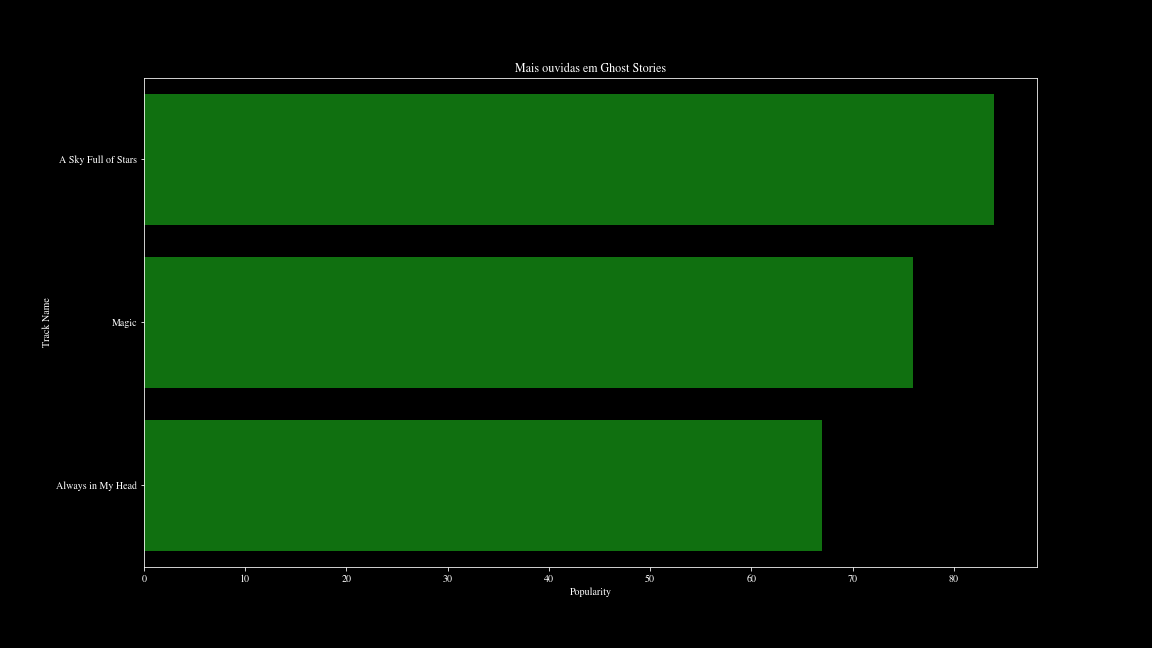 Mais ouvidas em Ghost Stories
A Sky Full of Stars
Magic
Always in My Head
Track Name
0 10 20 30 40 50 60 70 80
Popularity